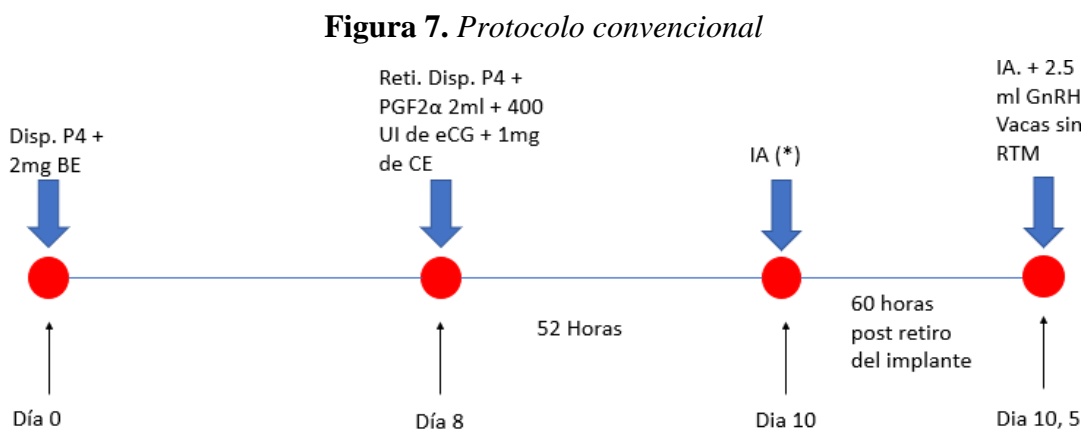 Figura 7. Protocolo convencional
Disp. P4 +
2mg BE
Reti. Disp. P4 +
PGF2α 2ml + 400
UI de eCG + 1mg
de CE
IA (*)
IA. + 2.5
ml GnRH
Vacas sin
RTM
52 Horas
60 horas
post retiro
del implante
Día 0
Día 8
Dia 10
Dia 10, 5